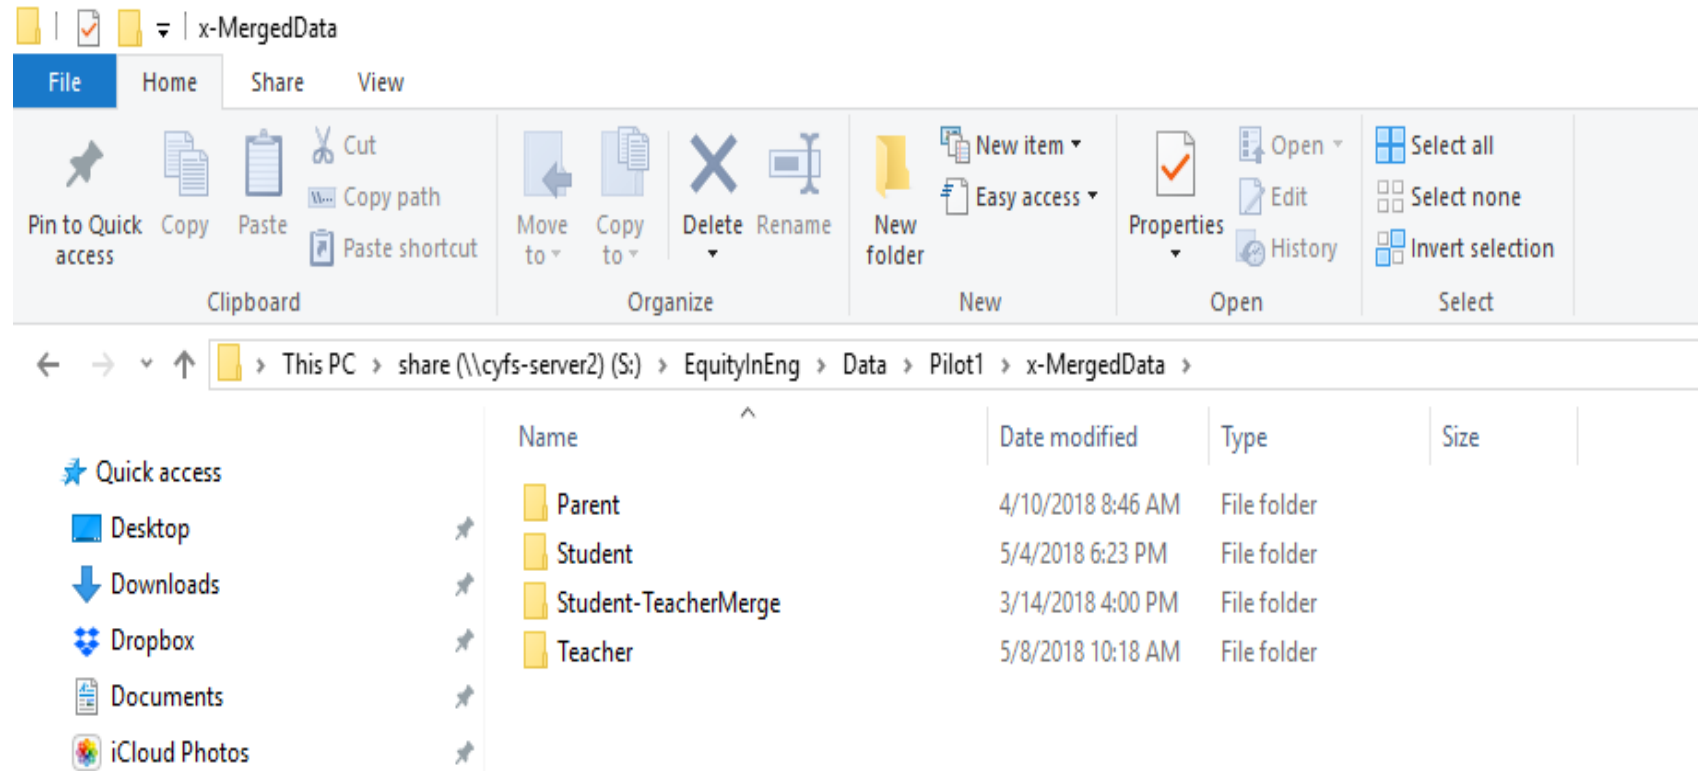 x-MergedData
File Home Share View
Pin to Quick access
Copy
Paste
Cut
Copy path
Paste shortcut
Clipboard
Move to
Copy to
Delete
Rename
Organize
New folder
New item
Easy access
New
Properties
Open
Edit
History
Open
Select all
Select none
Invert selection
Select
This PC > share (\\cyfs-server2) (S:) > EquityInEng > Data > Pilot1 > x-MergedData >
Quick access
Desktop
Downloads
Dropbox
Documents
iCloud Photos
Name Date modified Type Size
Parent 4/10/2018 8:46 AM File folder
Student 5/4/2018 6:23 PM File folder
Student-TeacherMerge 3/14/2018 4:00 PM File folder
Teacher 5/8/2018 10:18 AM File folder